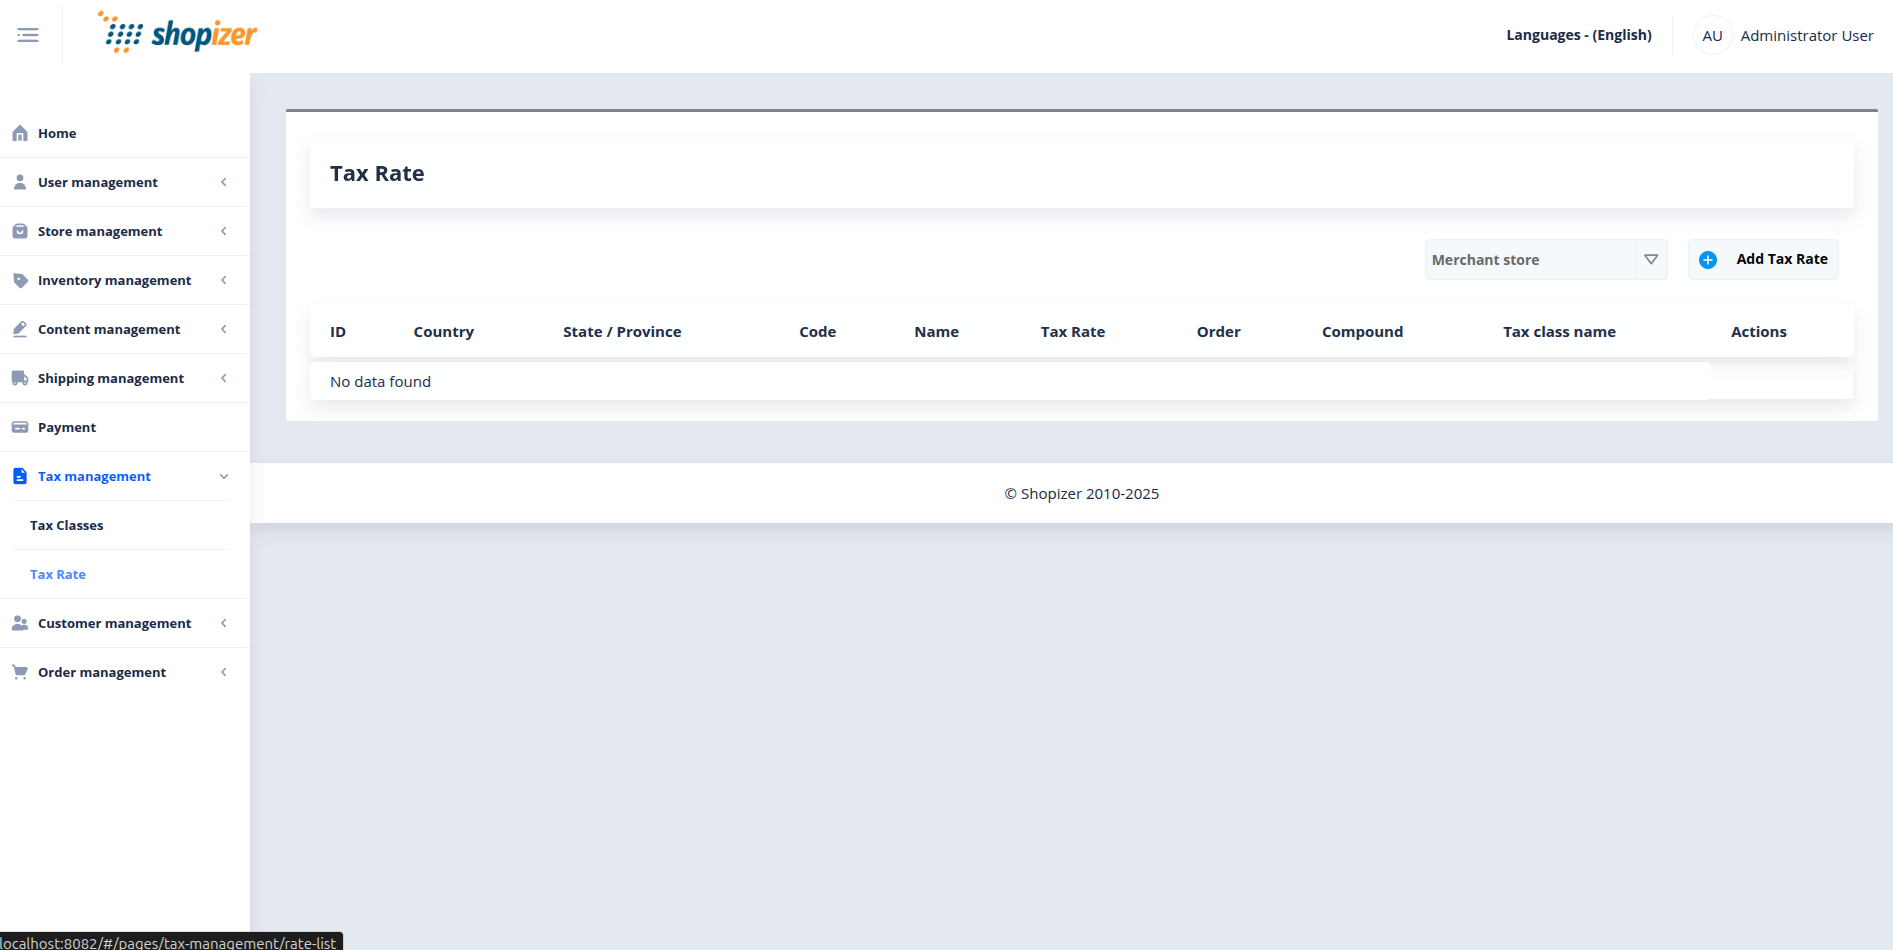 shopizer
Languages - (English)
AU
Administrator User
Home
User management
Store management
Inventory management
Content management
Shipping management
Payment
Tax management
Tax Classes
Tax Rate
Customer management
Order management
Tax Rate
Merchant store
Add Tax Rate
ID Country State / Province Code Name Tax Rate Order Compound Tax class name Actions
No data found
© Shopizer 2010-2025
localhost:8082/#/pages/tax-management/rate-list